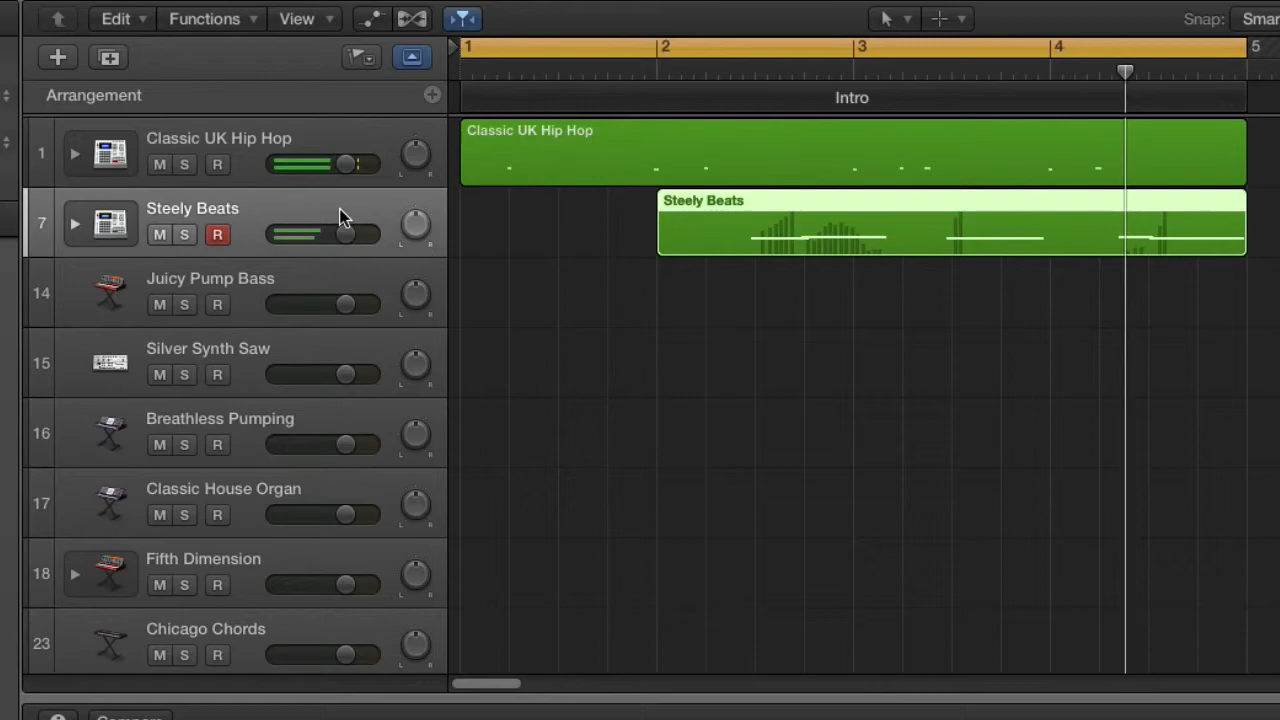 Edit Functions View Snap: Smar
1 2 3 4 5
Arrangement Intro
1 Classic UK Hip Hop Classic UK Hip Hop
M S R L R
7 Steely Beats Steely Beats
M S R L R
14 Juicy Pump Bass
M S R L R
15 Silver Synth Saw
M S R L R
16 Breathless Pumping
M S R L R
17 Classic House Organ
M S R L R
18 Fifth Dimension
M S R L R
23 Chicago Chords
M S R L R
Compare